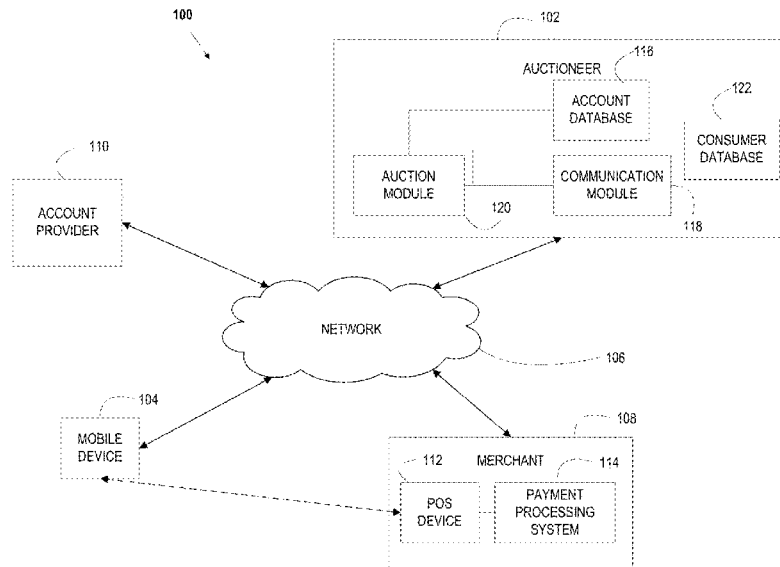 100
102
AUCTIONEER
116
ACCOUNT
DATABASE
122
CONSUMER
DATABASE
110
ACCOUNT
PROVIDER
AUCTION
MODULE
120
COMMUNICATION
MODULE
118
NETWORK
106
104
MOBILE
DEVICE
108
MERCHANT
112
POS
DEVICE
114
PAYMENT
PROCESSING
SYSTEM